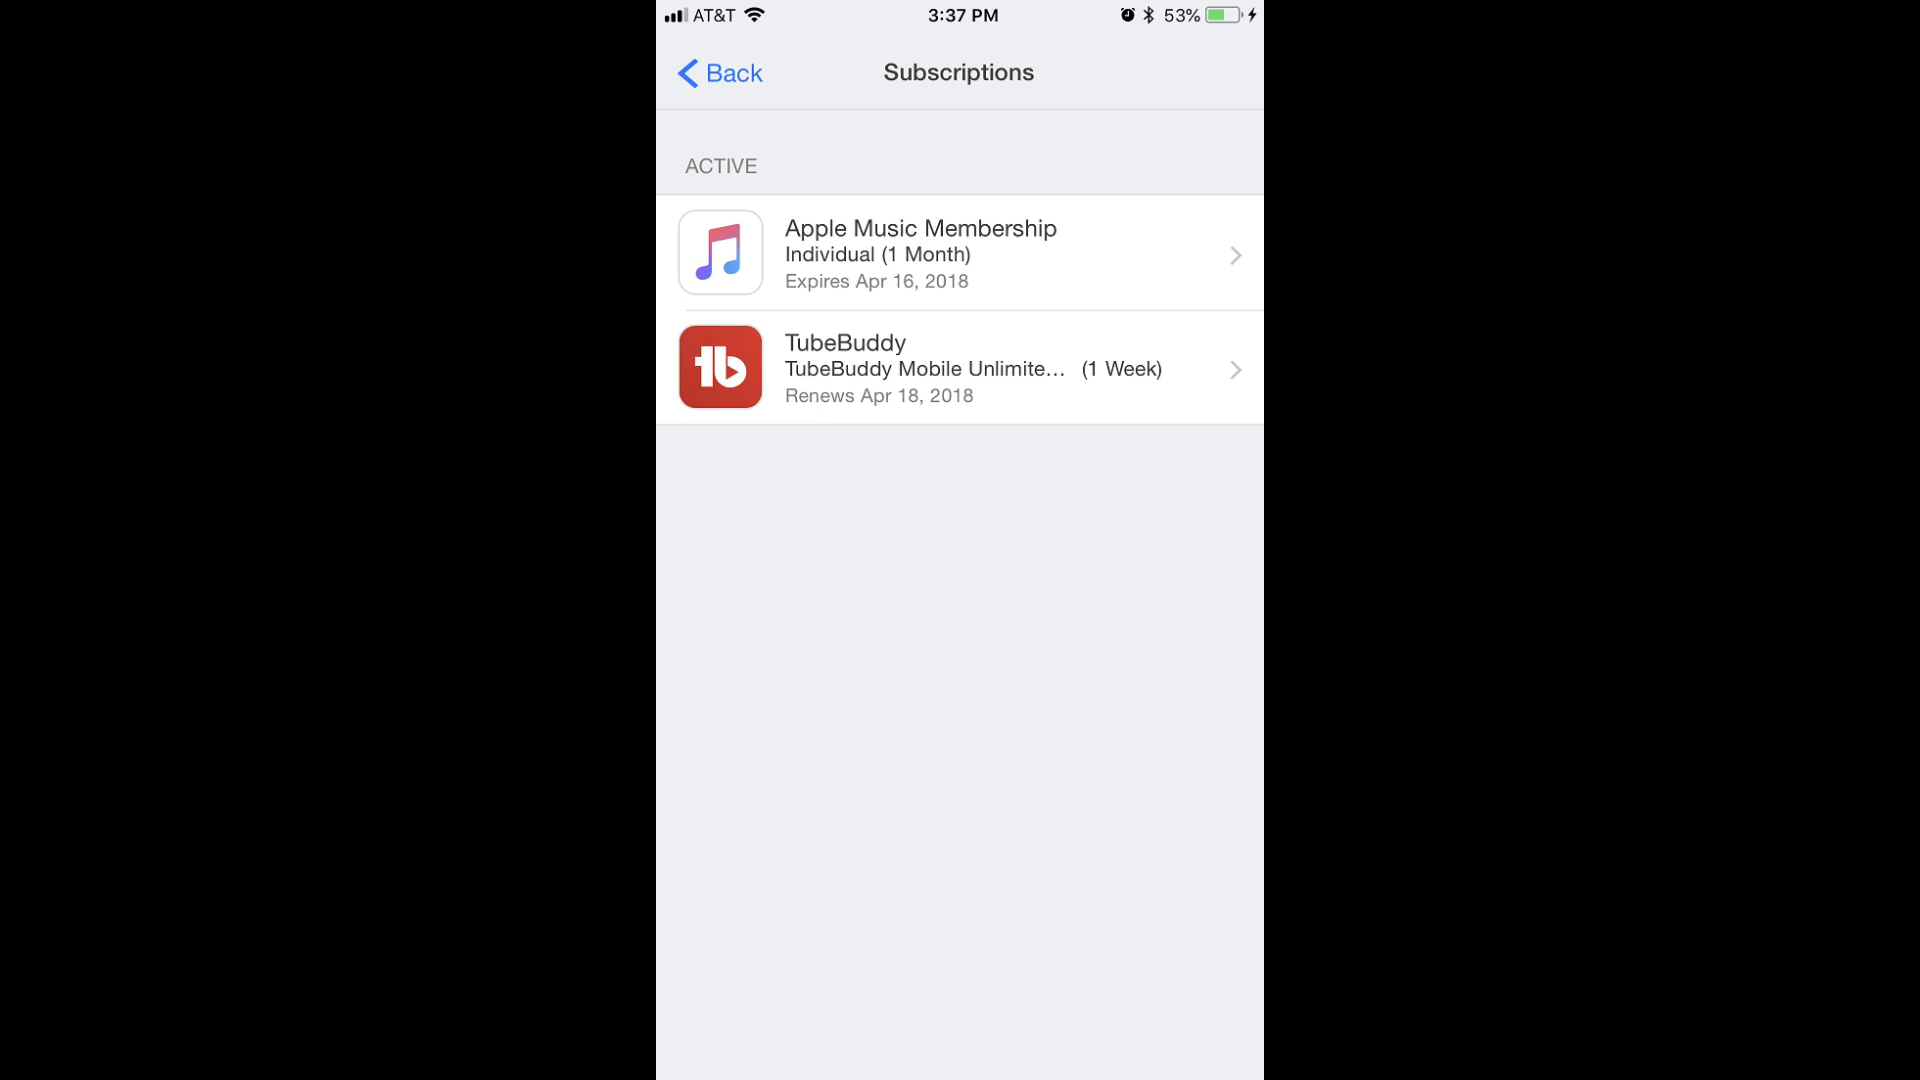 AT&T 3:37 PM 53%
Back Subscriptions
ACTIVE
Apple Music Membership
Individual (1 Month)
Expires Apr 16, 2018
tb
TubeBuddy
TubeBuddy Mobile Unlimite... (1 Week)
Renews Apr 18, 2018